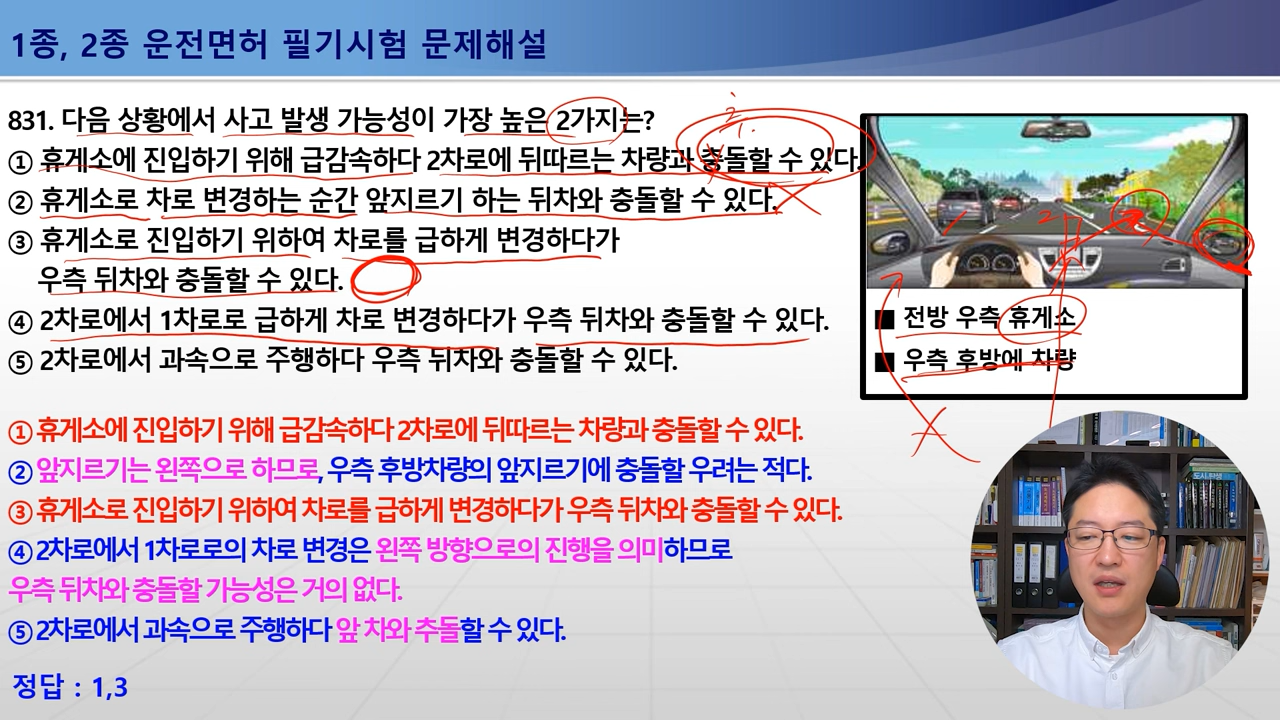 1종, 2종 운전면허 필기시험 문제해설
831. 다음 상황에서 사고 발생 가능성이 가장 높은 2가지는?
① 휴게소에 진입하기 위해 급감속하다 2차로에 뒤따르는 차량과 충돌할 수 있다.
② 휴게소로 차로 변경하는 순간 앞지르기 하는 뒤차와 충돌할 수 있다.
③ 휴게소로 진입하기 위하여 차로를 급하게 변경하다가
우측 뒤차와 충돌할 수 있다.
④ 2차로에서 1차로로 급하게 차로 변경하다가 우측 뒤차와 충돌할 수 있다.
⑤ 2차로에서 과속으로 주행하다 우측 뒤차와 충돌할 수 있다.
■ 전방 우측 휴게소
■ 우측 후방에 차량
① 휴게소에 진입하기 위해 급감속하다 2차로에 뒤따르는 차량과 충돌할 수 있다.
② 앞지르기는 왼쪽으로 하므로, 우측 후방차량의 앞지르기에 충돌할 우려는 적다.
③ 휴게소로 진입하기 위하여 차로를 급하게 변경하다가 우측 뒤차와 충돌할 수 있다.
④ 2차로에서 1차로로의 차로 변경은 왼쪽 방향으로의 진행을 의미하므로
우측 뒤차와 충돌할 가능성은 거의 없다.
⑤ 2차로에서 과속으로 주행하다 앞 차와 추돌할 수 있다.
정답 : 1,3